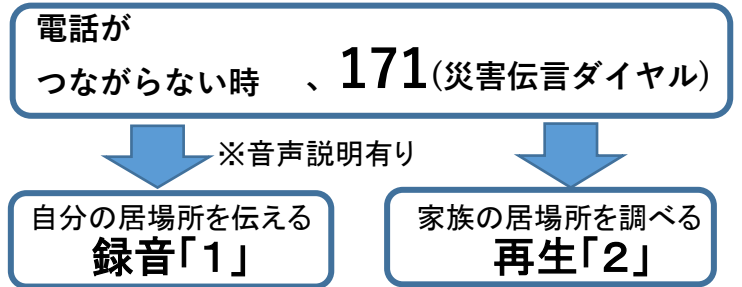 電話が
つながらない時 、171(災害伝言ダイヤル)
※音声説明有り
自分の居場所を伝える
録音「１」
家族の居場所を調べる
再生「２」